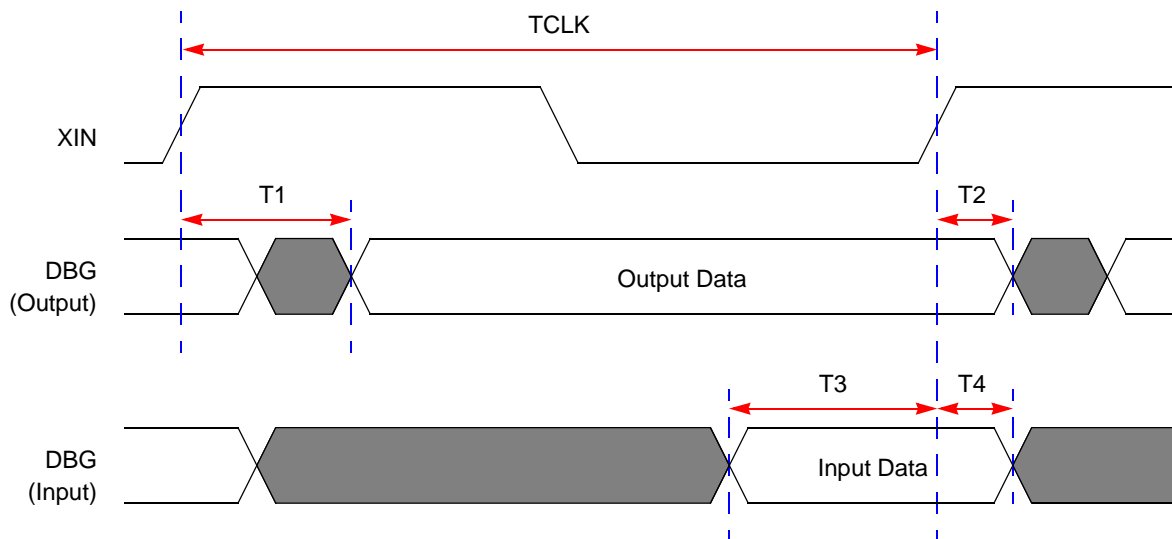 TCLK
XIN
T1
T2
DBG
(Output)
Output Data
T3
T4
DBG
(Input)
Input Data